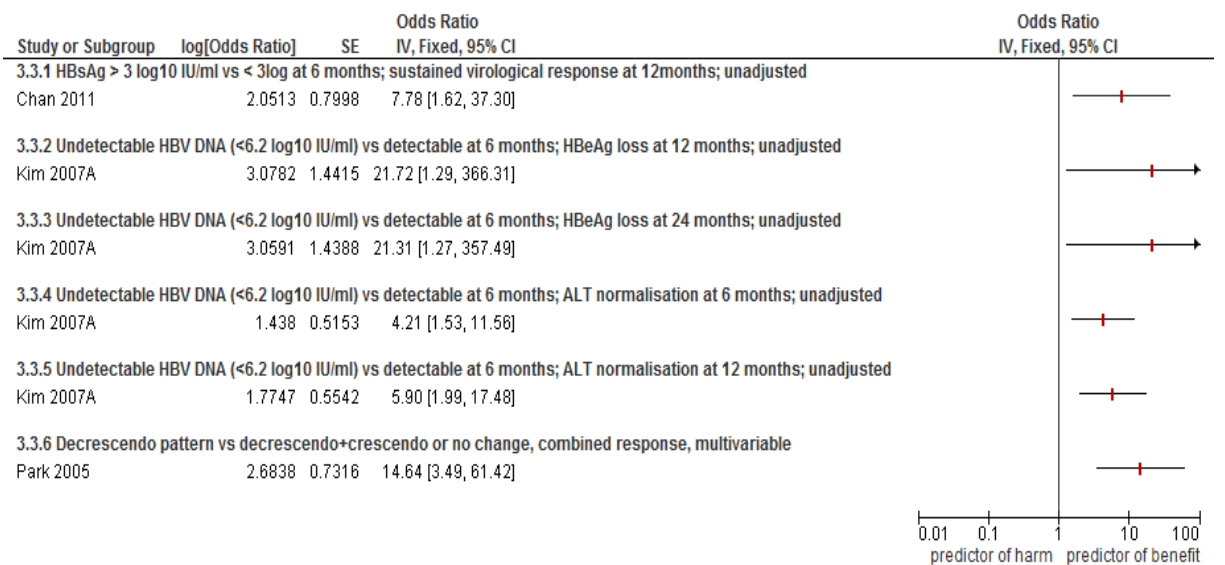 Odds Ratio Odds Ratio
Study or Subgroup log[Odds Ratio] SE IV, Fixed, 95% CI IV, Fixed, 95% CI
3.3.1 HBsAg > 3 log10 IU/ml vs < 3log at 6 months; sustained virological response at 12months; unadjusted
Chan 2011 2.0513 0.7998 7.78 [1.62, 37.30]
3.3.2 Undetectable HBV DNA (<6.2 log10 IU/ml) vs detectable at 6 months; HBeAg loss at 12 months; unadjusted
Kim 2007A 3.0782 1.4415 21.72 [1.29, 366.31]
3.3.3 Undetectable HBV DNA (<6.2 log10 IU/ml) vs detectable at 6 months; HBeAg loss at 24 months; unadjusted
Kim 2007A 3.0591 1.4388 21.31 [1.27, 357.49]
3.3.4 Undetectable HBV DNA (<6.2 log10 IU/ml) vs detectable at 6 months; ALT normalisation at 6 months; unadjusted
Kim 2007A 1.438 0.5153 4.21 [1.53, 11.56]
3.3.5 Undetectable HBV DNA (<6.2 log10 IU/ml) vs detectable at 6 months; ALT normalisation at 12 months; unadjusted
Kim 2007A 1.7747 0.5542 5.90 [1.99, 17.48]
3.3.6 Decrescendo pattern vs decrescendo+crescendo or no change, combined response, multivariable
Park 2005 2.6838 0.7316 14.64 [3.49, 61.42]
0.01 0.1 1 10 100
predictor of harm predictor of benefit